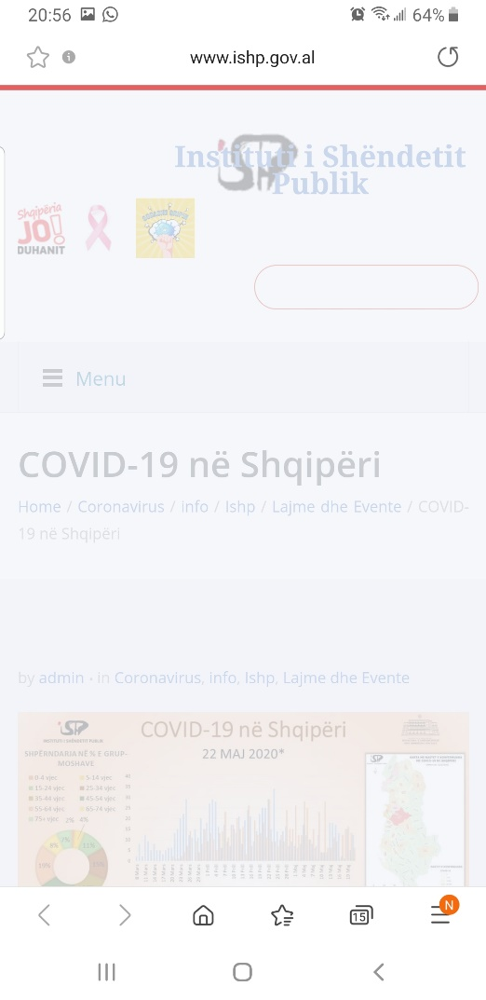 20:56 64%
www.ishp.gov.al
Instituti i Shëndetit
Publik
Shqipëria
JO!
DUHANIT
Menu
COVID-19 në Shqipëri
Home / Coronavirus / info / Ishp / Lajme dhe Evente / COVID-
19 në Shqipëri
by admin • in Coronavirus, info, Ishp, Lajme dhe Evente
ISHP
INSTITUTI I SHËNDETIT PUBLIK
COVID-19 në Shqipëri
22 MAJ 2020*
SHPËRNDARJA NË % E GRUP-
MOSHAVE
0-4 vjec 5-14 vjec
15-24 vjec 25-34 vjec
35-44 vjec 45-54 vjec
55-64 vjec 65-74 vjec
75+ vjec 2% 4%
11%
15
N